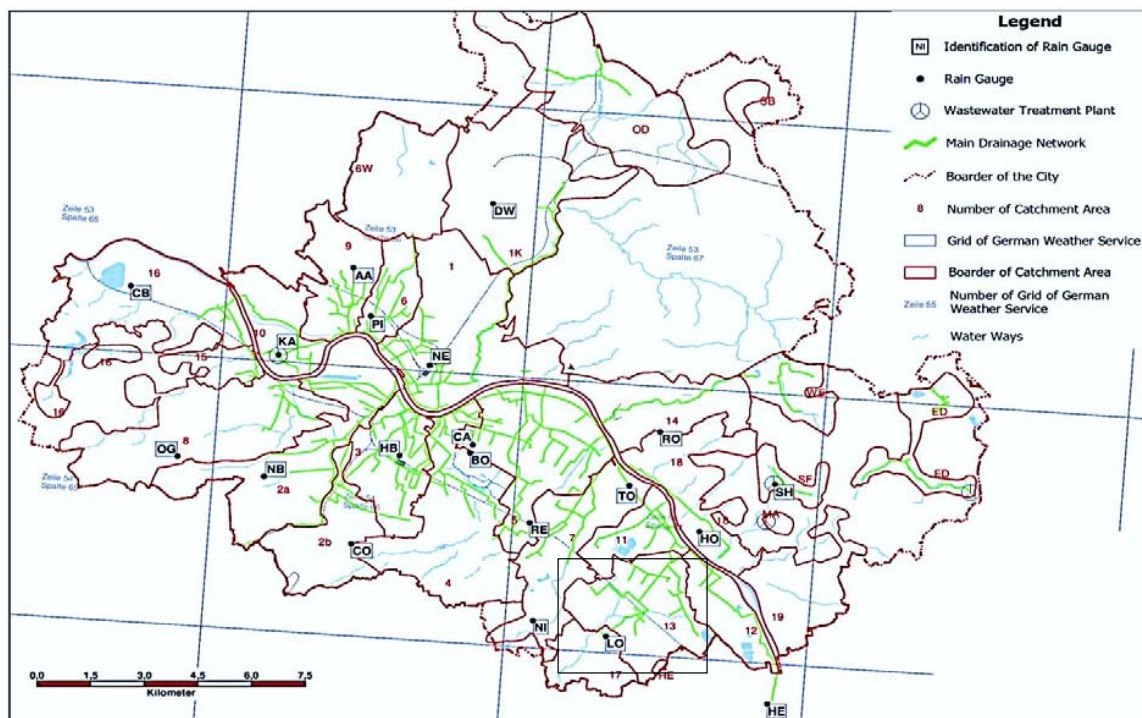 Legend
NI Identification of Rain Gauge
Rain Gauge
Wastewater Treatment Plant
Main Drainage Network
Boarder of the City
8 Number of Catchment Area
Grid of German Weather Service
Boarder of Catchment Area
Zeile 55 Number of Grid of German
Weather Service
Water Ways
SB
OD
6W
DW
Zeile 53
Spalte 65
Zeile 53
9
1
1K
Zeile 53
Spalte 67
16
AA
CB
6
PI
10
KA
15
16
NE
16
WE
ED
14
8
CA
RO
OG
HB
BO
3
18
NB
ED
Zeile 54
2a
TO
SF
SH
MA
5
RE
18
2b
7
HO
CO
11
4
NI
13
12
19
LO
17
HE
HE
0,0 1,5 3,0 4,5 6,0 7,5
Kilometer